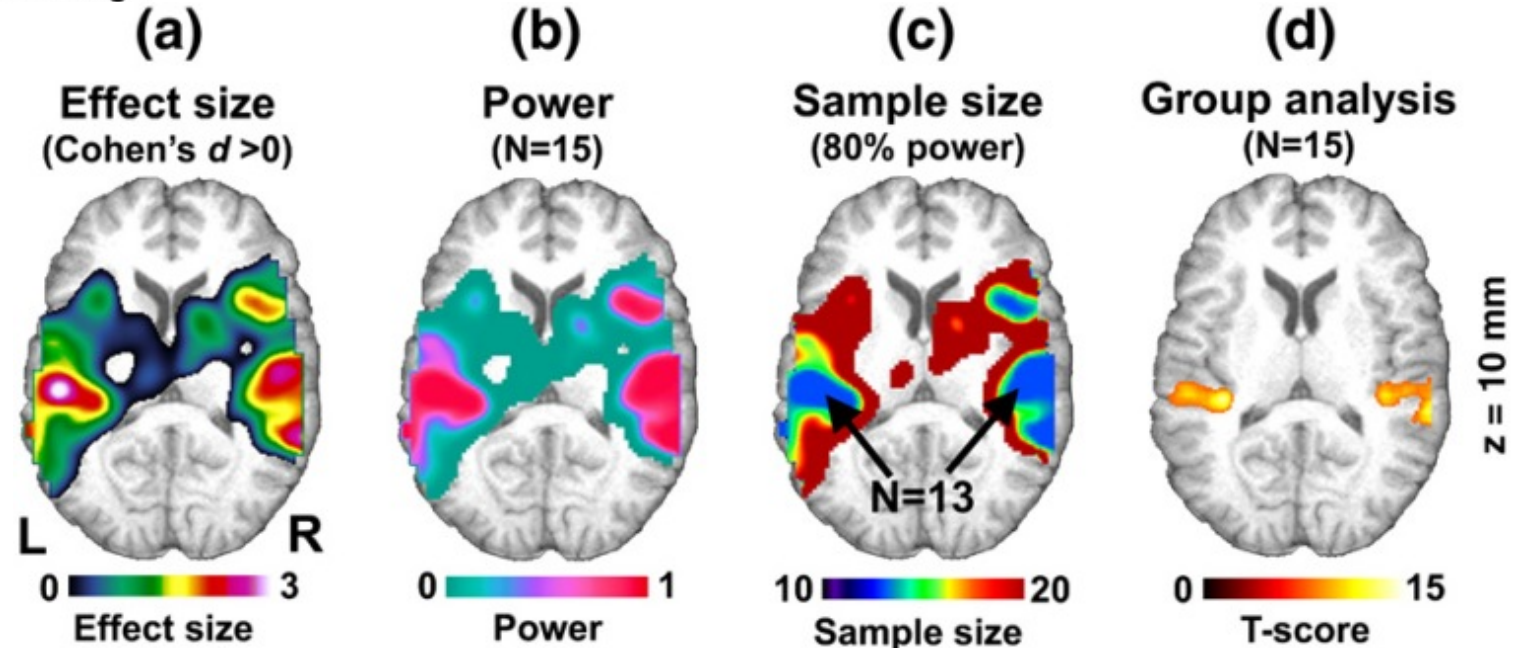 (a)
Effect size
(Cohen's d >0)
L
R
0
3
Effect size
(b)
Power
(N=15)
0
1
Power
(c)
Sample size
(80% power)
N=13
10
20
Sample size
(d)
Group analysis
(N=15)
0
15
T-score
z = 10 mm